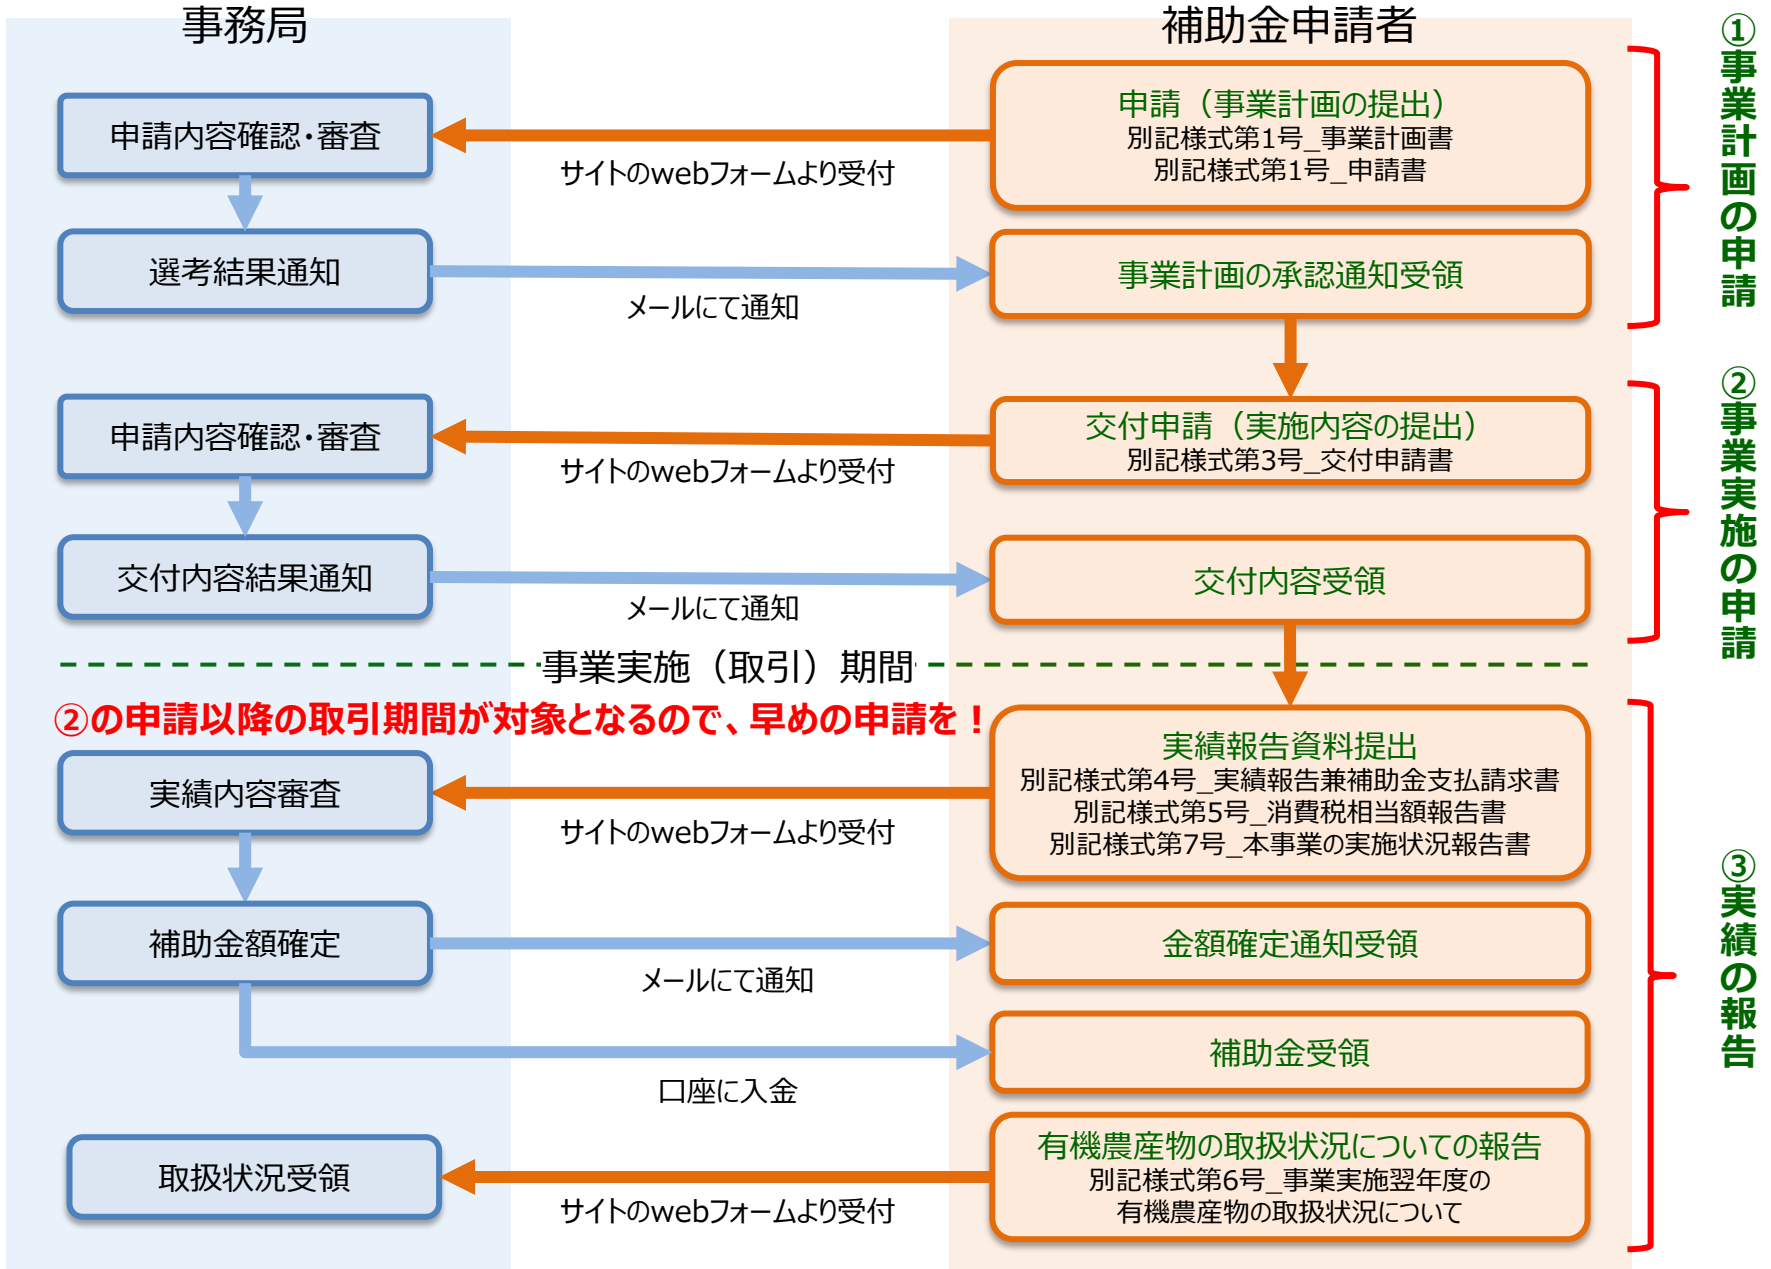 事務局
補助金申請者
申請内容確認・審査
サイトのwebフォームより受付
申請（事業計画の提出）
別記様式第1号_事業計画書
別記様式第1号_申請書
選考結果通知
メールにて通知
事業計画の承認通知受領
①事業計画の申請
申請内容確認・審査
サイトのwebフォームより受付
交付申請（実施内容の提出）
別記様式第3号_交付申請書
交付内容結果通知
メールにて通知
交付内容受領
②事業実施の申請
事業実施（取引）期間
②の申請以降の取引期間が対象となるので、早めの申請を！
実績内容審査
サイトのwebフォームより受付
実績報告資料提出
別記様式第4号_実績報告兼補助金支払請求書
別記様式第5号_消費税相当額報告書
別記様式第7号_本事業の実施状況報告書
補助金額確定
メールにて通知
金額確定通知受領
口座に入金
補助金受領
取扱状況受領
サイトのwebフォームより受付
有機農産物の取扱状況についての報告
別記様式第6号_事業実施翌年度の
有機農産物の取扱状況について
③実績の報告